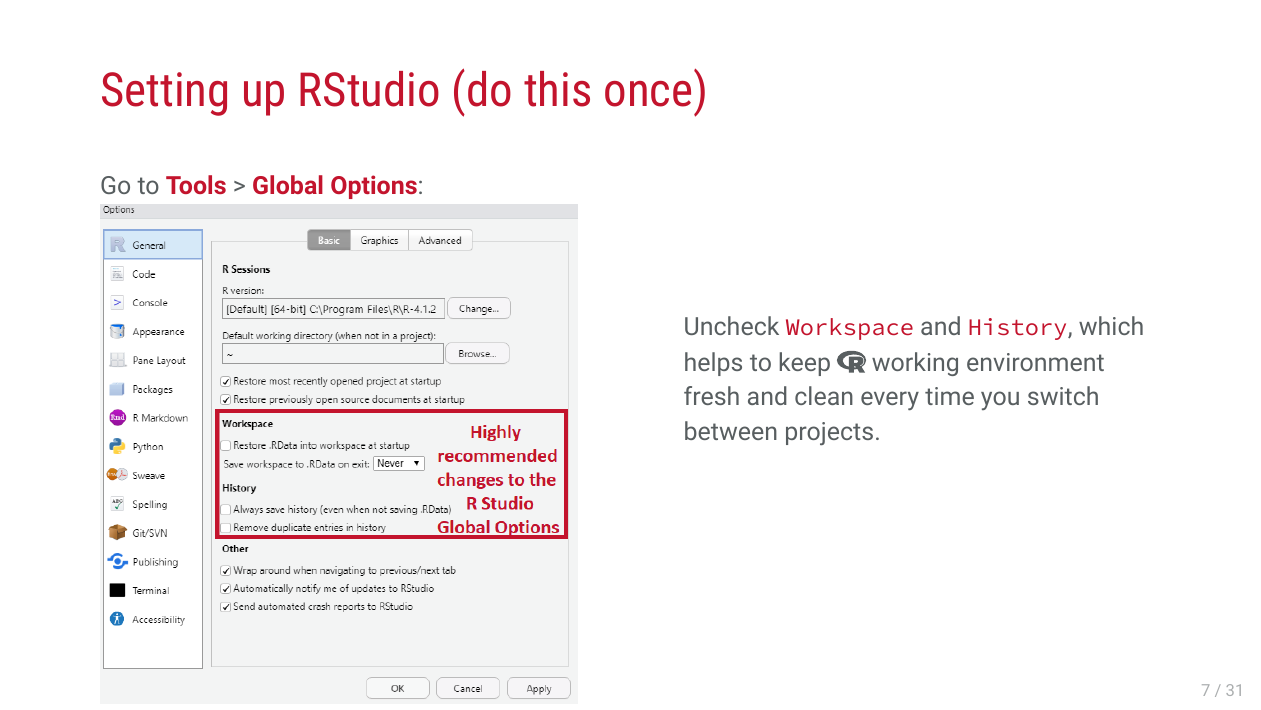 Setting up RStudio (do this once)
Go to Tools > Global Options:
Options
General
Code
Console
Appearance
Pane Layout
Packages
R Markdown
Python
Sweave
Spelling
Git/SVN
Publishing
Terminal
Accessibility
Basic Graphics Advanced
R Sessions
R version:
[Default] [64-bit] C:\Program Files\R\R-4.1.2 Change...
Default working directory (when not in a project):
~ Browse...
Restore most recently opened project at startup
Restore previously open source documents at startup
Workspace
Restore .RData into workspace at startup
Save workspace to .RData on exit: Never
History
Always save history (even when not saving .RData)
Remove duplicate entries in history
Highly
recommended
changes to the
R Studio
Global Options
Other
Wrap around when navigating to previous/next tab
Automatically notify me of updates to RStudio
Send automated crash reports to RStudio
OK Cancel Apply
Uncheck Workspace and History, which
helps to keep R working environment
fresh and clean every time you switch
between projects.
7 / 31